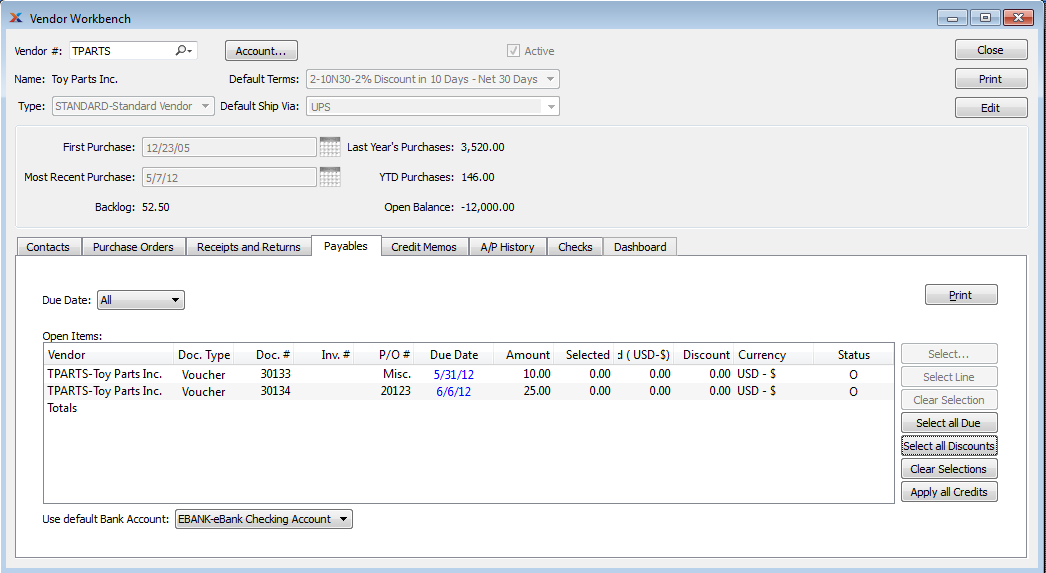 Vendor Workbench
Vendor #: TPARTS Account... Active Close
Name: Toy Parts Inc. Default Terms: 2-10N30-2% Discount in 10 Days - Net 30 Days Print
Type: STANDARD-Standard Vendor Default Ship Via: UPS Edit
First Purchase: 12/23/05 Last Year's Purchases: 3,520.00
Most Recent Purchase: 5/7/12 YTD Purchases: 146.00
Backlog: 52.50 Open Balance: -12,000.00
Contacts Purchase Orders Receipts and Returns Payables Credit Memos A/P History Checks Dashboard
Due Date: All Print
Open Items:
Vendor Doc. Type Doc. # Inv. # P/O # Due Date Amount Selected d ( USD-$) Discount Currency Status Select...
TPARTS-Toy Parts Inc. Voucher 30133 Misc. 5/31/12 10.00 0.00 0.00 0.00 USD - $ O Select Line
TPARTS-Toy Parts Inc. Voucher 30134 20123 6/6/12 25.00 0.00 0.00 0.00 USD - $ O Clear Selection
Totals
Select all Due
Select all Discounts
Clear Selections
Apply all Credits
Use default Bank Account: EBANK-eBank Checking Account